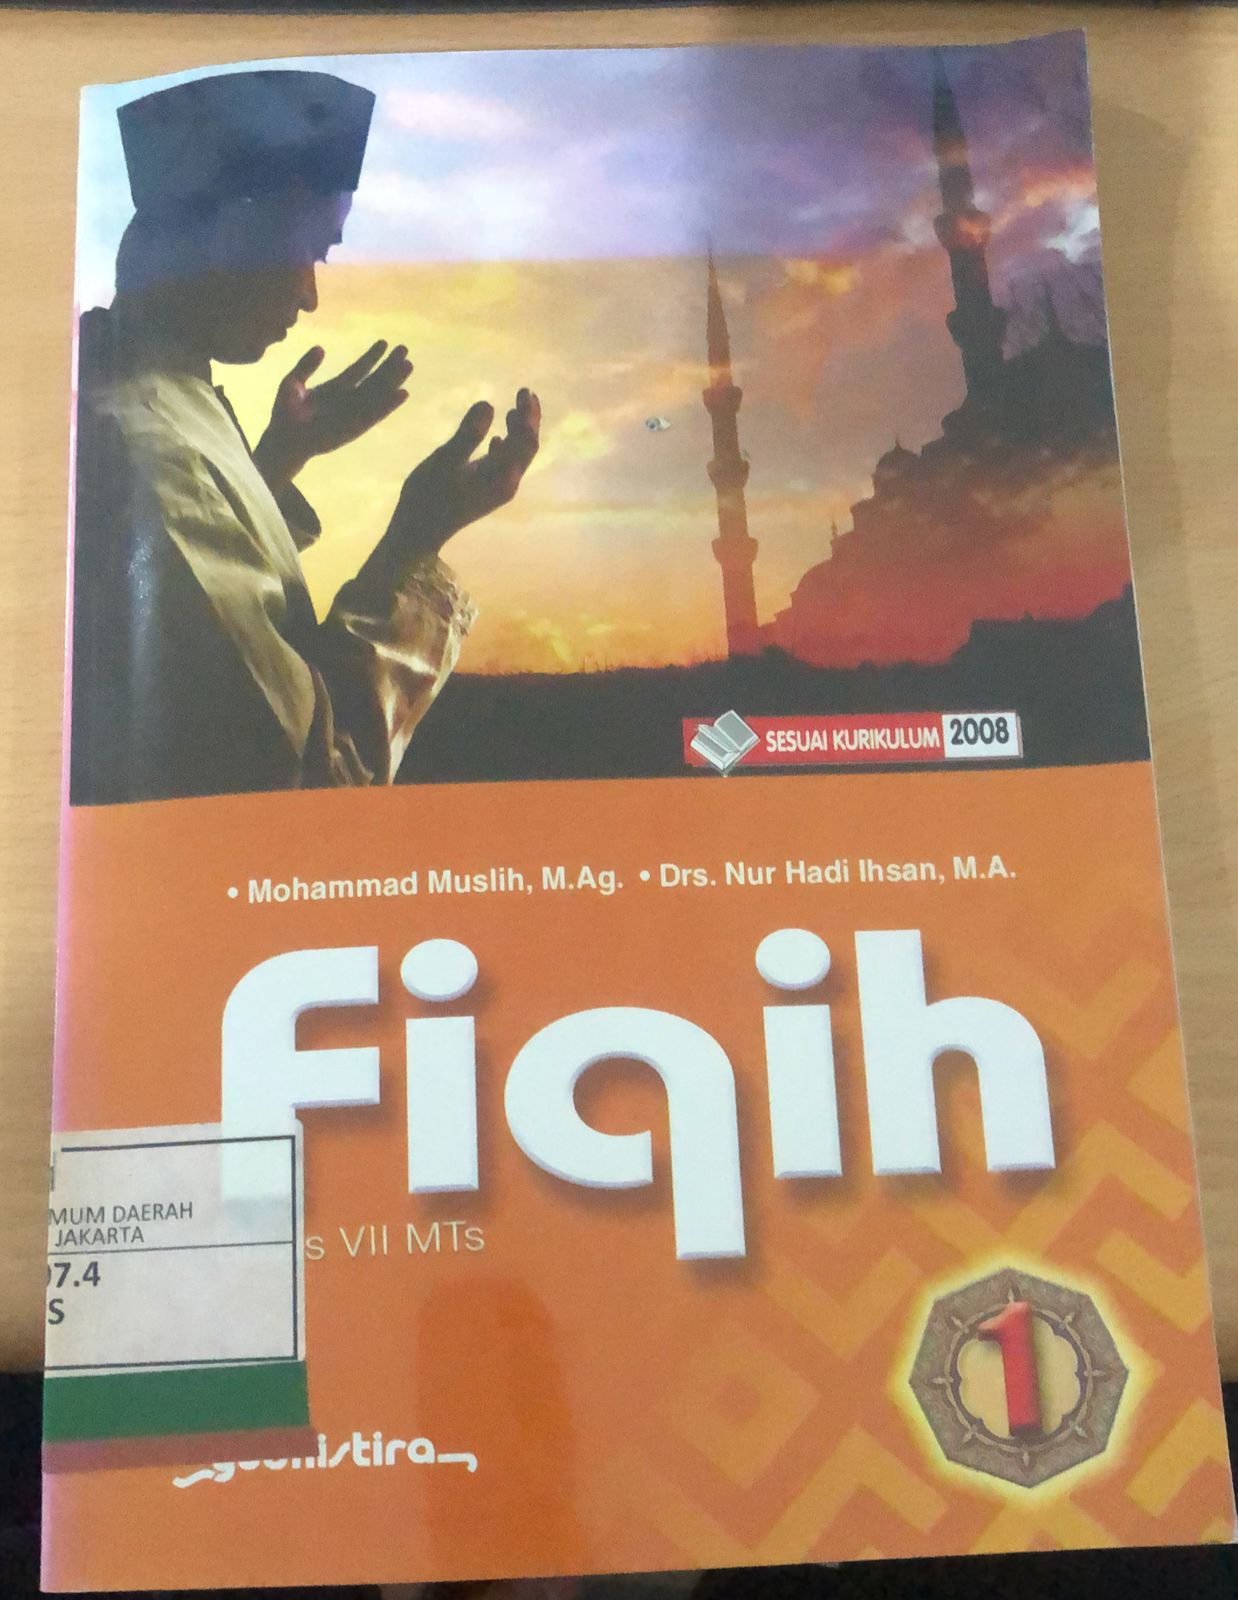 SESUAI KURIKULUM 2008
• Mohammad Muslih, M.Ag. • Drs. Nur Hadi Ihsan, M.A.
fiqih
MUM DAERAH
JAKARTA
s VII MTs
7.4
S
1